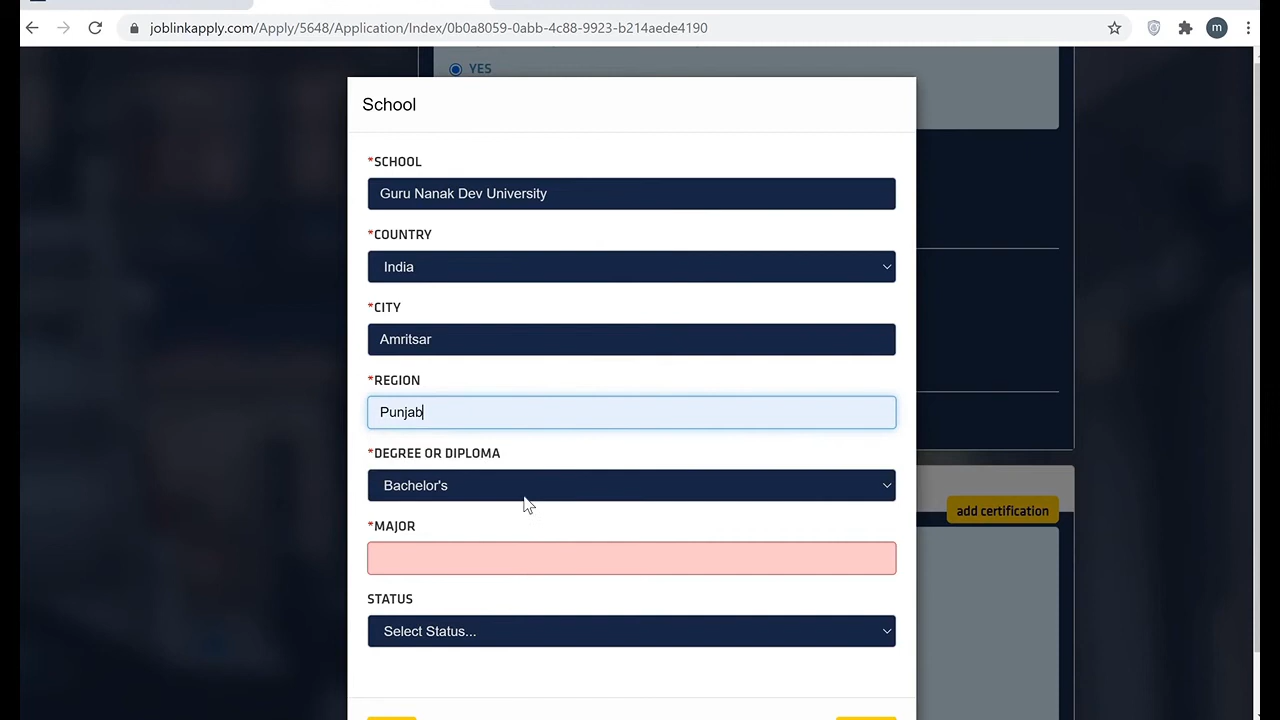 joblinkapply.com/Apply/5648/Application/Index/0b0a8059-0abb-4c88-9923-b214aede4190
m
YES
School
*SCHOOL
Guru Nanak Dev University
*COUNTRY
India
*CITY
Amritsar
*REGION
Punjab
*DEGREE OR DIPLOMA
Bachelor's
add certification
*MAJOR
STATUS
Select Status...